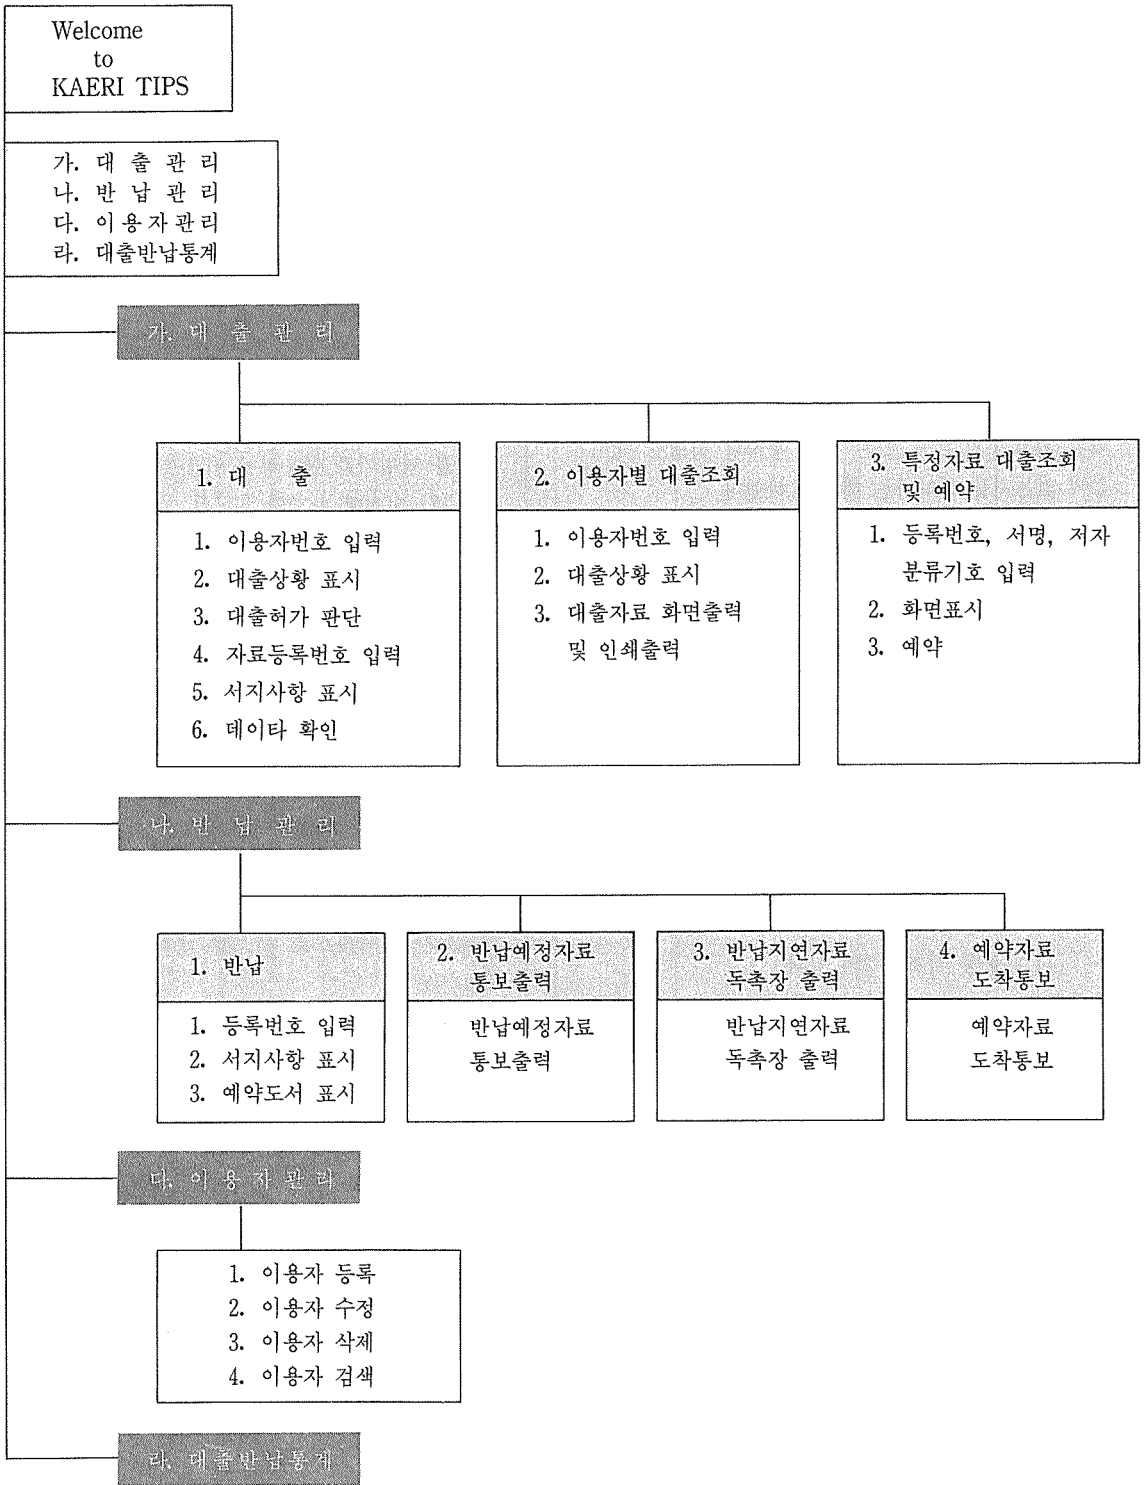 Welcome
to
KAERI TIPS
가. 대 출 관 리
나. 반 납 관 리
다. 이용자관리
라. 대출반납통계
가. 대 출 관 리
1. 대 출
1. 이용자번호 입력
2. 대출상황 표시
3. 대출허가 판단
4. 자료등록번호 입력
5. 서지사항 표시
6. 데이타 확인
2. 이용자별 대출조회
1. 이용자번호 입력
2. 대출상황 표시
3. 대출자료 화면출력
및 인쇄출력
3. 특정자료 대출조회
및 예약
1. 등록번호, 서명, 저자
분류기호 입력
2. 화면표시
3. 예약
나. 반 납 관 리
1. 반납
1. 등록번호 입력
2. 서지사항 표시
3. 예약도서 표시
2. 반납예정자료
통보출력
반납예정자료
통보출력
3. 반납지연자료
독촉장 출력
반납지연자료
독촉장 출력
4. 예약자료
도착통보
예약자료
도착통보
다. 이 용 자 관 리
1. 이용자 등록
2. 이용자 수정
3. 이용자 삭제
4. 이용자 검색
라. 대출반납통계